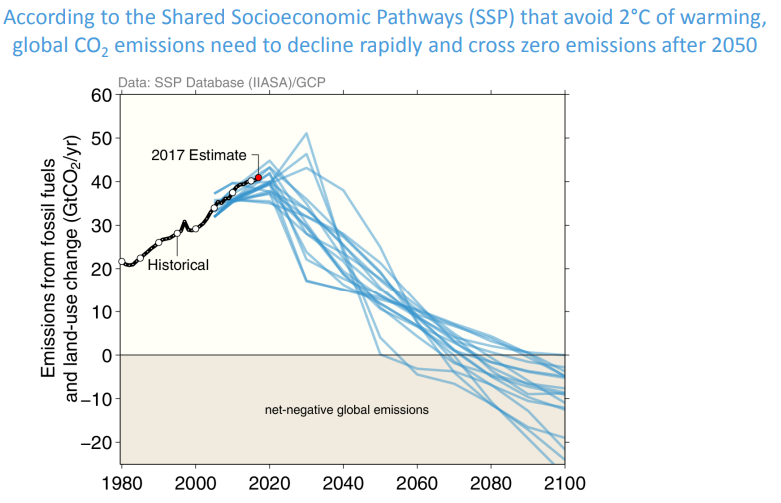 According to the Shared Socioeconomic Pathways (SSP) that avoid 2°C of warming,
global CO₂ emissions need to decline rapidly and cross zero emissions after 2050
Data: SSP Database (IIASA)/GCP
Emissions from fossil fuels
and land-use change (GtCO₂/yr)
60
50
40
30
20
10
0
−10
−20
2017 Estimate
Historical
net-negative global emissions
1980
2000
2020
2040
2060
2080
2100